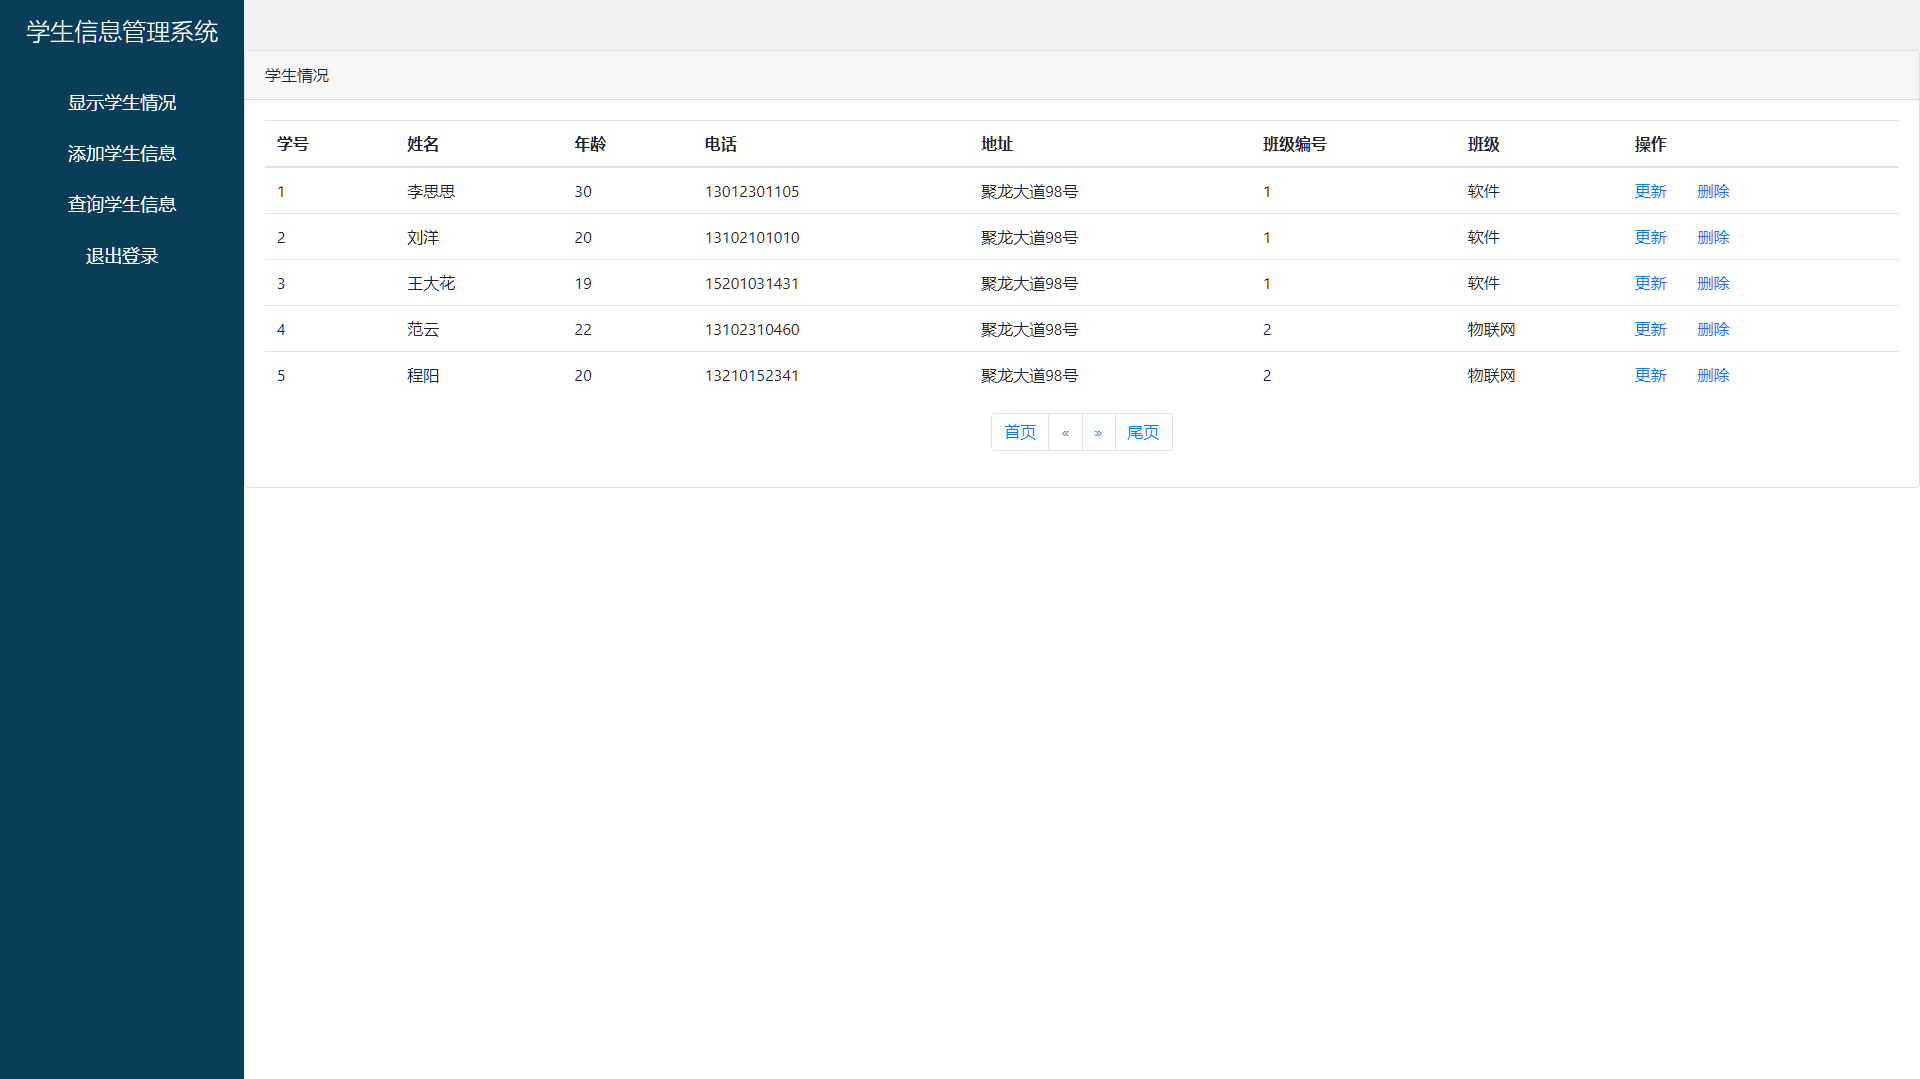 学生信息管理系统
显示学生情况
添加学生信息
查询学生信息
退出登录
学生情况
学号 姓名 年龄 电话 地址 班级编号 班级 操作
1 李思思 30 13012301105 聚龙大道98号 1 软件 更新 删除
2 刘洋 20 13102101010 聚龙大道98号 1 软件 更新 删除
3 王大花 19 15201031431 聚龙大道98号 1 软件 更新 删除
4 范云 22 13102310460 聚龙大道98号 2 物联网 更新 删除
5 程阳 20 13210152341 聚龙大道98号 2 物联网 更新 删除
首页 « » 尾页